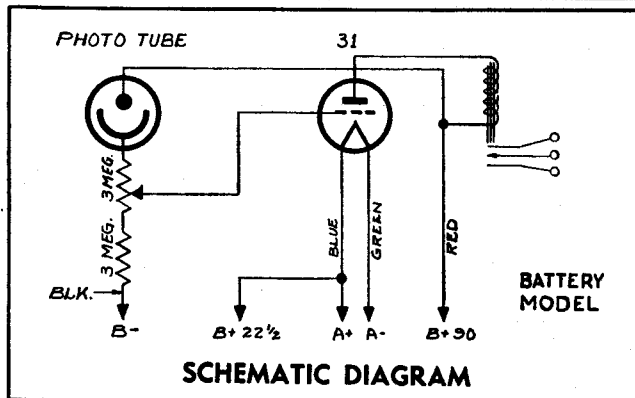 PHOTO TUBE
31
3 MEG.
3 MEG.
BLUE
GREEN
RED
BLK.
BATTERY
MODEL
B-
B+ 22½
A+
A-
B+90
SCHEMATIC DIAGRAM